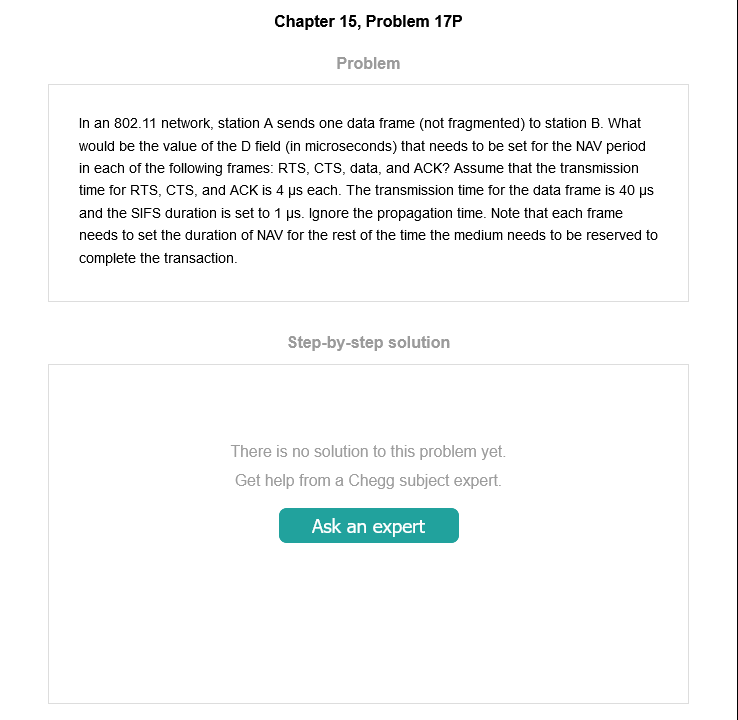 Chapter 15, Problem 17P
Problem
In an 802.11 network, station A sends one data frame (not fragmented) to station B. What
would be the value of the D field (in microseconds) that needs to be set for the NAV period
in each of the following frames: RTS, CTS, data, and ACK? Assume that the transmission
time for RTS, CTS, and ACK is 4 μs each. The transmission time for the data frame is 40 μs
and the SIFS duration is set to 1 μs. Ignore the propagation time. Note that each frame
needs to set the duration of NAV for the rest of the time the medium needs to be reserved to
complete the transaction.
Step-by-step solution
There is no solution to this problem yet.
Get help from a Chegg subject expert.
Ask an expert